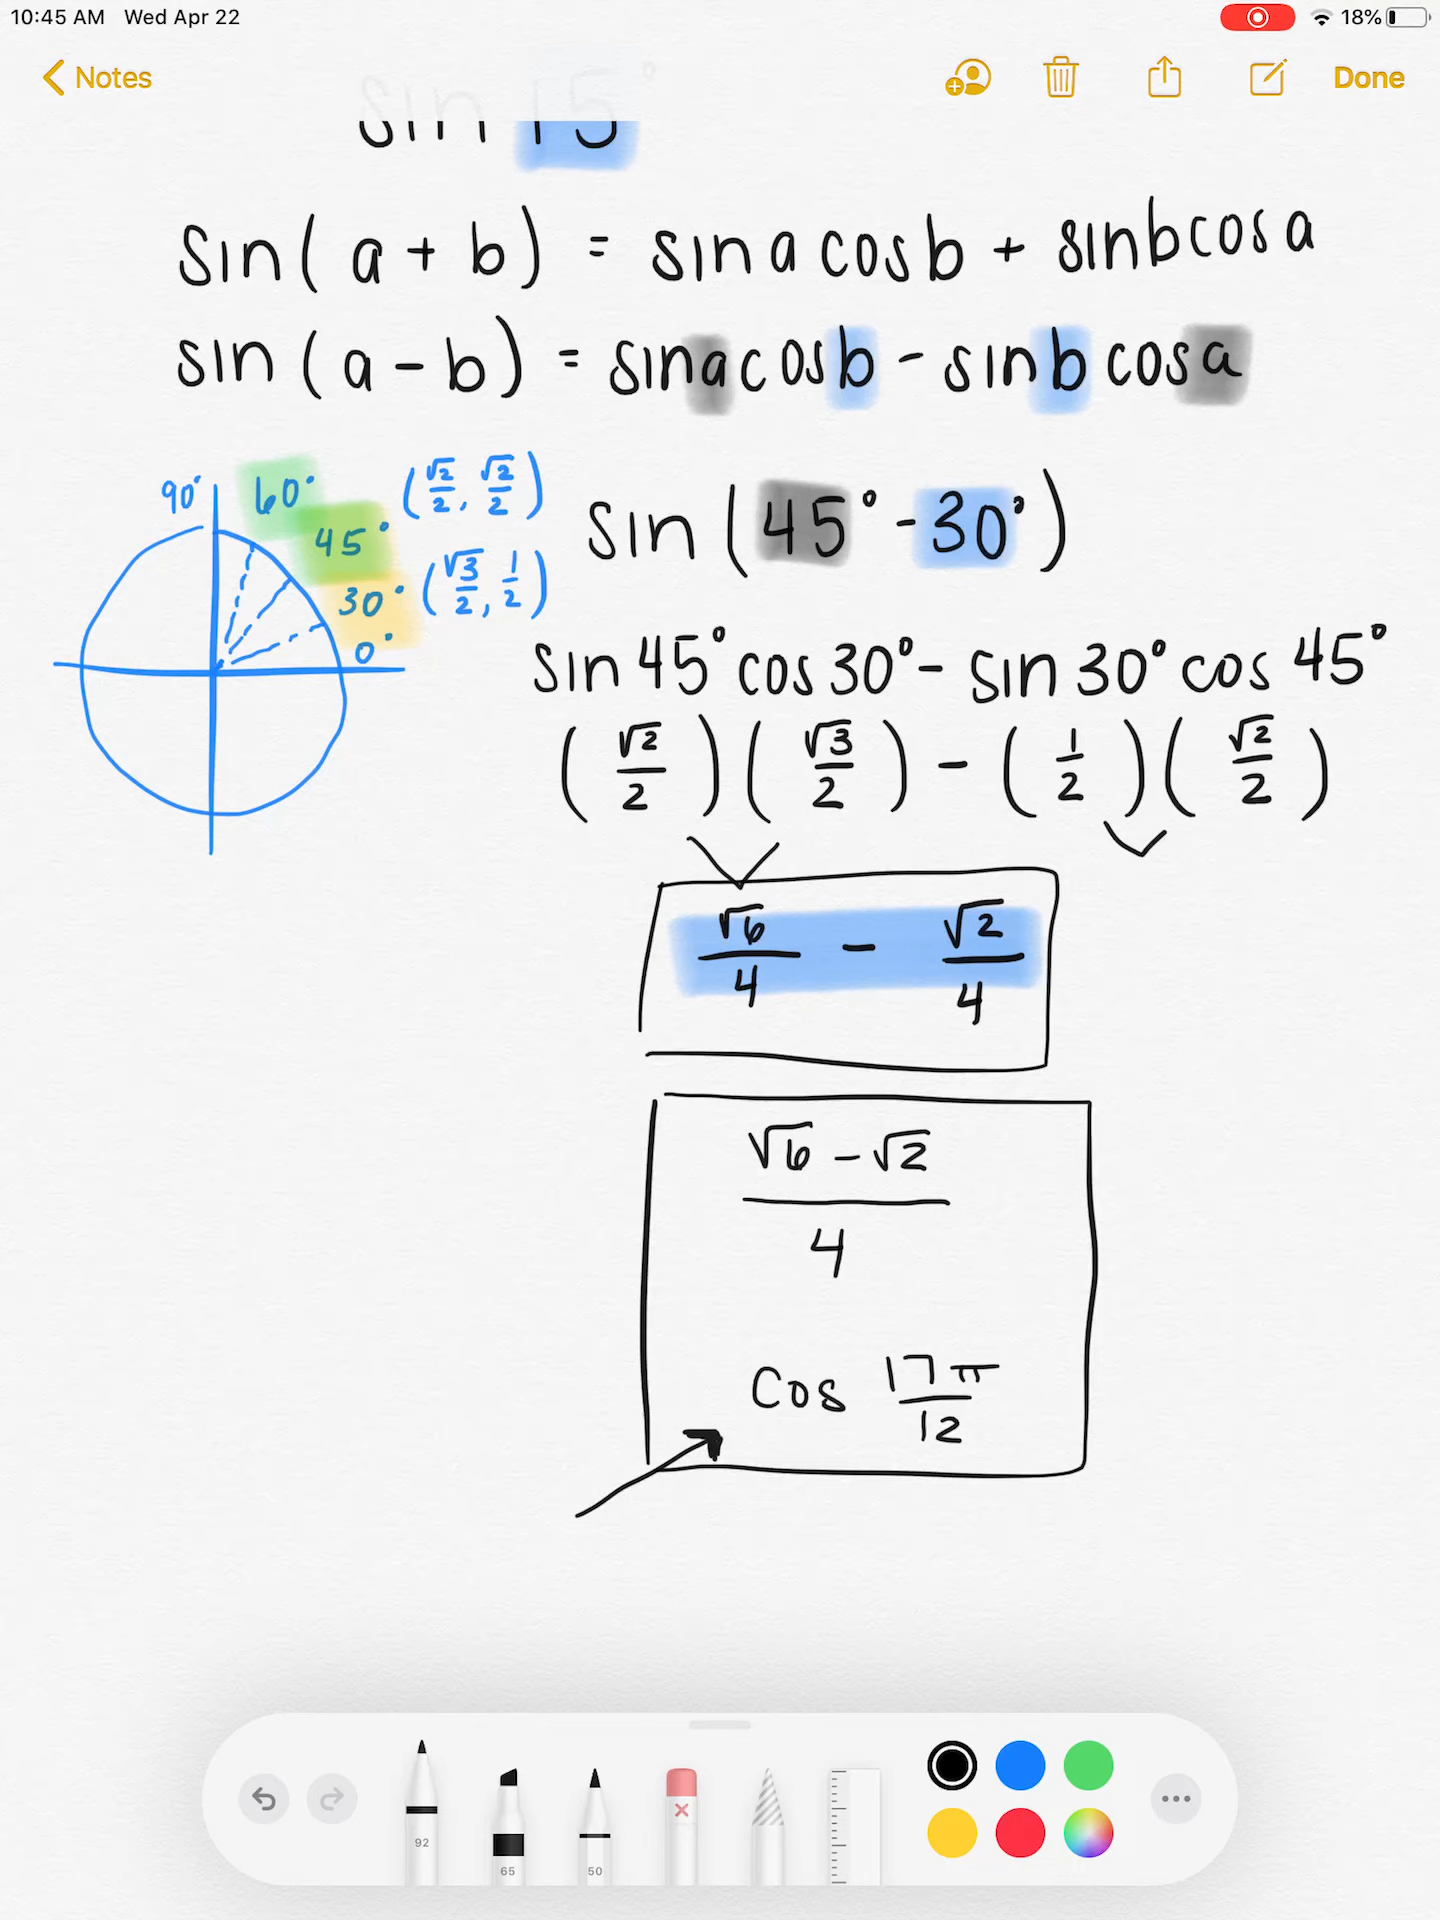 10:45 AM Wed Apr 22 18%
Notes Done
sin 15°
sin( a + b ) = sin a cos b + sin b cos a
sin ( a - b ) = sin a cos b - sin b cos a
90° 60° (√2/2, √2/2)
45°
30° (√3/2, 1/2)
0°
sin (45° - 30°)
sin 45° cos 30° - sin 30° cos 45°
(√2/2)(√3/2) - (1/2)(√2/2)
√6/4 - √2/4
√6 - √2
4
cos 17π/12
92 65 50